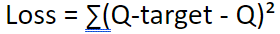 Loss = ∑(Q-target - Q)²